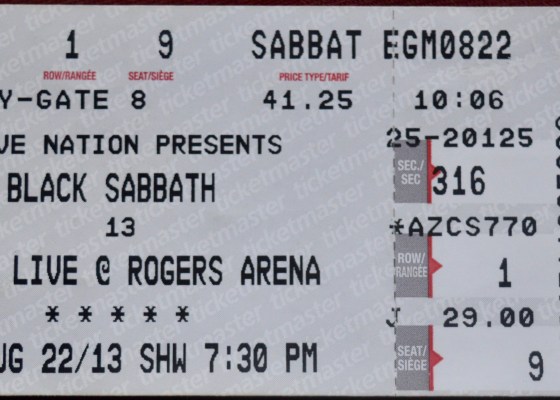 1 9 SABBAT EGM0822
ROW/RANGÉE SEAT/SIÈGE PRICE TYPE/TARIF
Y-GATE 8 41.25 10:06
VE NATION PRESENTS 25-20125
SEC./SEC 316
BLACK SABBATH
13 *AZCS770
LIVE @ ROGERS ARENA ROW/RANGÉE 1
* * * * * J 29.00
UG 22/13 SHW 7:30 PM SEAT/SIÈGE 9